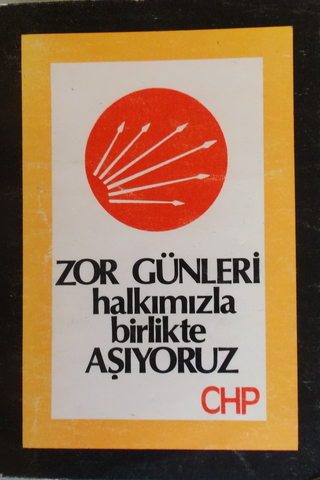 ZOR GÜNLERİ
halkımızla
birlikte
AŞIYORUZ
CHP